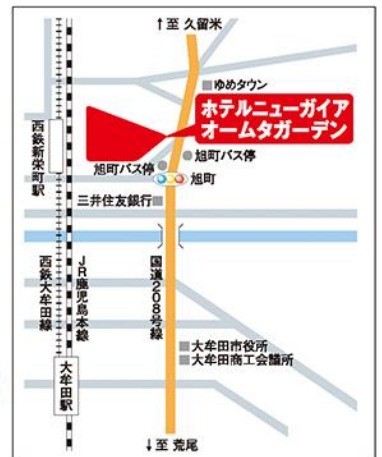 ↑至 久留米
ゆめタウン
ホテルニューガイア
オームタガーデン
西鉄新栄町駅
旭町バス停
旭町バス停
旭町
三井住友銀行
西鉄大牟田線
JR鹿児島本線
国道208号線
大牟田市役所
大牟田商工会議所
大牟田駅
↓至 荒尾